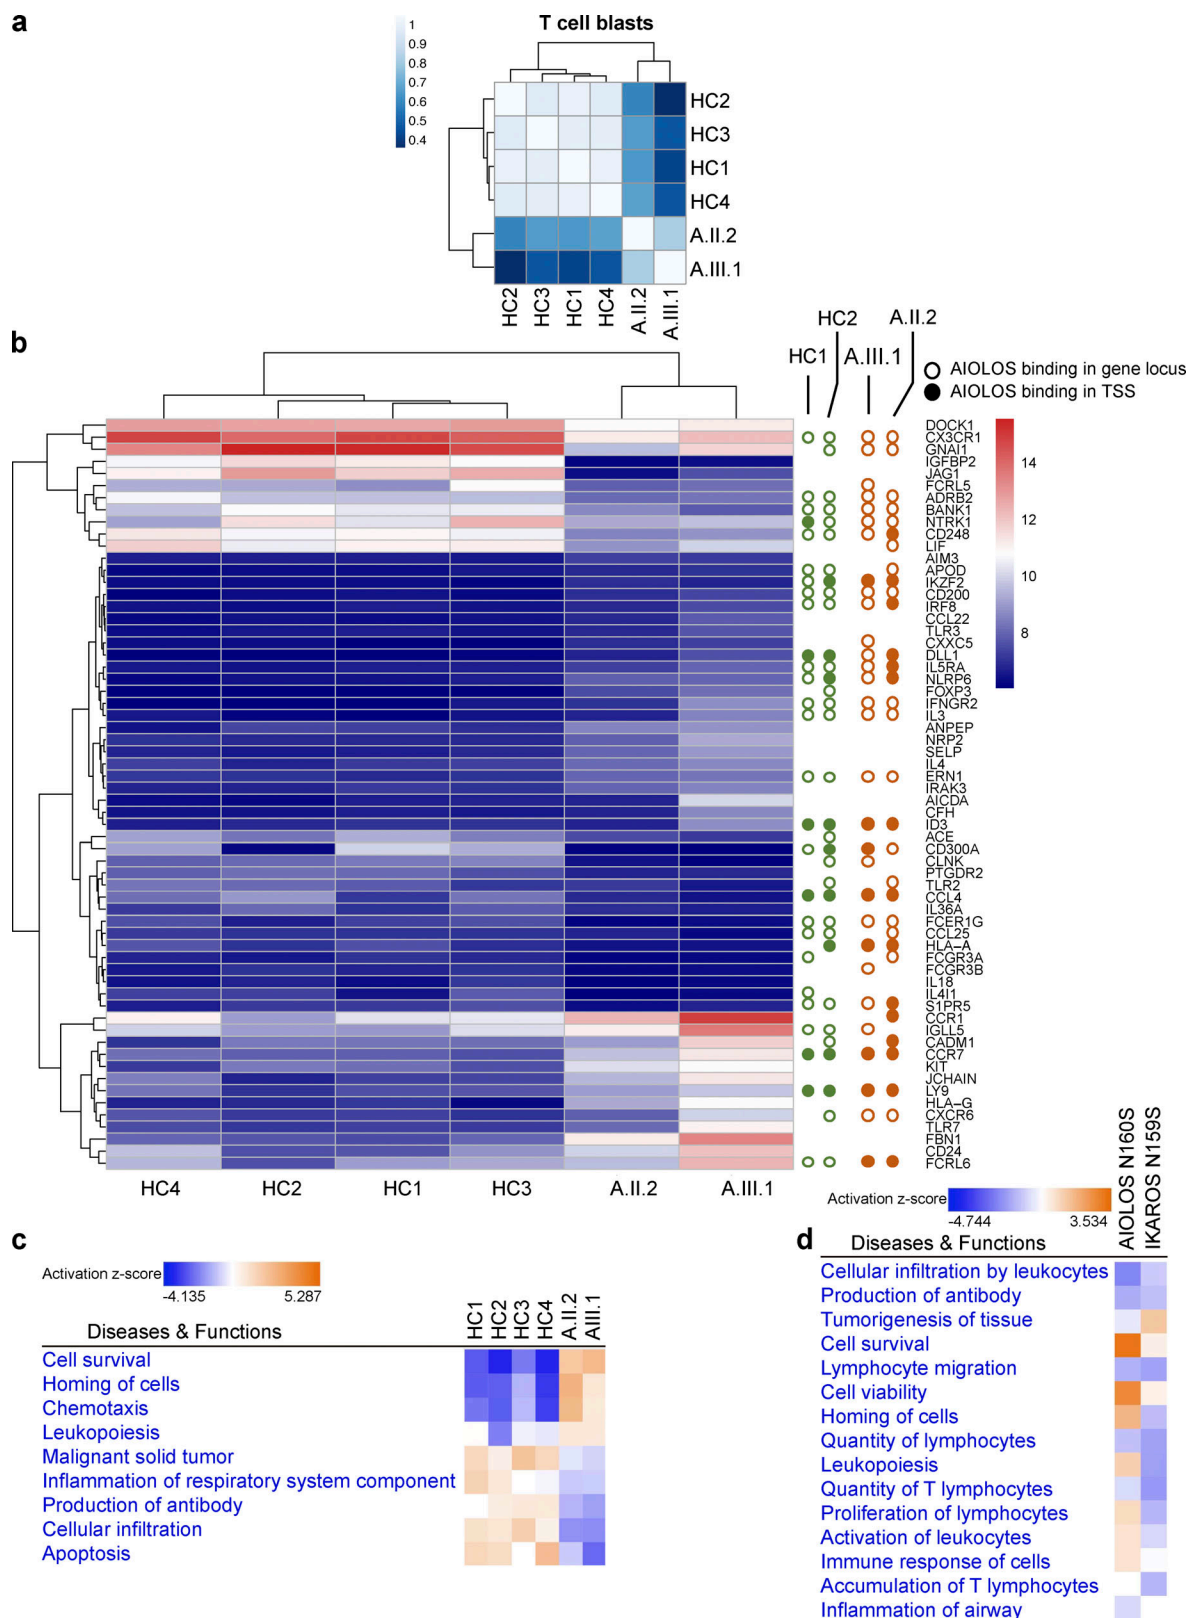 a
T cell blasts
1
0.9
0.8
0.7
0.6
0.5
0.4
HC2
HC3
HC1
HC4
A.II.2
A.III.1
HC2
HC3
HC1
HC4
A.II.2
A.III.1
b
HC2
A.II.2
HC1
A.III.1
AIOLOS binding in gene locus
AIOLOS binding in TSS
14
12
10
8
DOCK1
CX3CR1
GNAI1
IGFBP2
JAG1
FCRL5
ADRB2
BANK1
NTRK1
CD248
LIF
AIM3
APOD
IKZF2
CD200
IRF8
CCL22
TLR3
CXXC5
DLL1
IL5RA
NLRP6
FOXP3
IFNGR2
IL3
ANPEP
NRP2
SELP
IL4
ERN1
IRAK3
AICDA
CFH
ID3
ACE
CD300A
CLNK
PTGDR2
TLR2
CCL4
IL36A
FCER1G
CCL25
HLA–A
FCGR3A
FCGR3B
IL18
IL4I1
S1PR5
CCR1
IGLL5
CADM1
CCR7
KIT
JCHAIN
LY9
HLA–G
CXCR6
TLR7
FBN1
CD24
FCRL6
HC4
HC2
HC1
HC3
A.II.2
A.III.1
c
Activation z-score
-4.135
5.287
HC1
HC2
HC3
HC4
A.II.2
AIII.1
Diseases & Functions
Cell survival
Homing of cells
Chemotaxis
Leukopoiesis
Malignant solid tumor
Inflammation of respiratory system component
Production of antibody
Cellular infiltration
Apoptosis
d
Activation z-score
-4.744
3.534
AIOLOS N160S
IKAROS N159S
Diseases & Functions
Cellular infiltration by leukocytes
Production of antibody
Tumorigenesis of tissue
Cell survival
Lymphocyte migration
Cell viability
Homing of cells
Quantity of lymphocytes
Leukopoiesis
Quantity of T lymphocytes
Proliferation of lymphocytes
Activation of leukocytes
Immune response of cells
Accumulation of T lymphocytes
Inflammation of airway